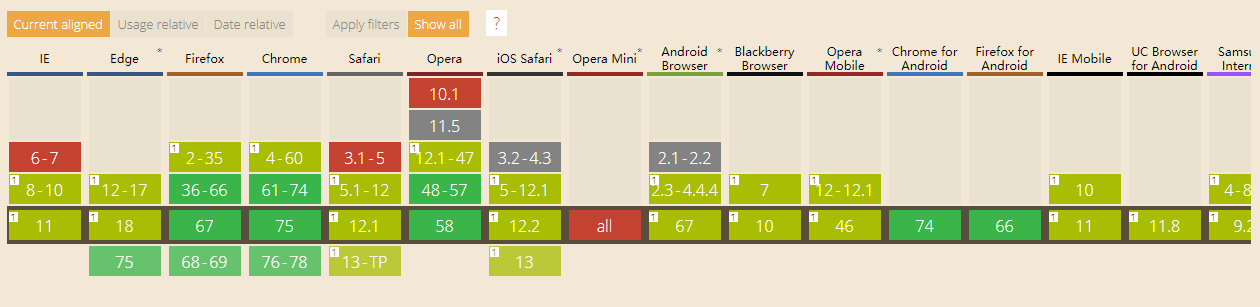 Current aligned Usage relative Date relative Apply filters Show all ?
IE Edge * Firefox Chrome Safari Opera iOS Safari * Opera Mini * Android Browser * Blackberry Browser Opera Mobile * Chrome for Android Firefox for Android IE Mobile UC Browser for Android
10.1
11.5
6-7 1 2-35 1 4-60 3.1-5 1 12.1-47 3.2-4.3 2.1-2.2
1 8-10 1 12-17 36-66 61-74 1 5.1-12 48-57 1 5-12.1 1 2.3-4.4.4 1 7 1 12-12.1 1 10 1
1 11 1 18 67 75 1 12.1 58 1 12.2 all 1 67 1 10 1 46 74 66 1 11 1 11.8 1
75 68-69 76-78 1 13-TP 1 13